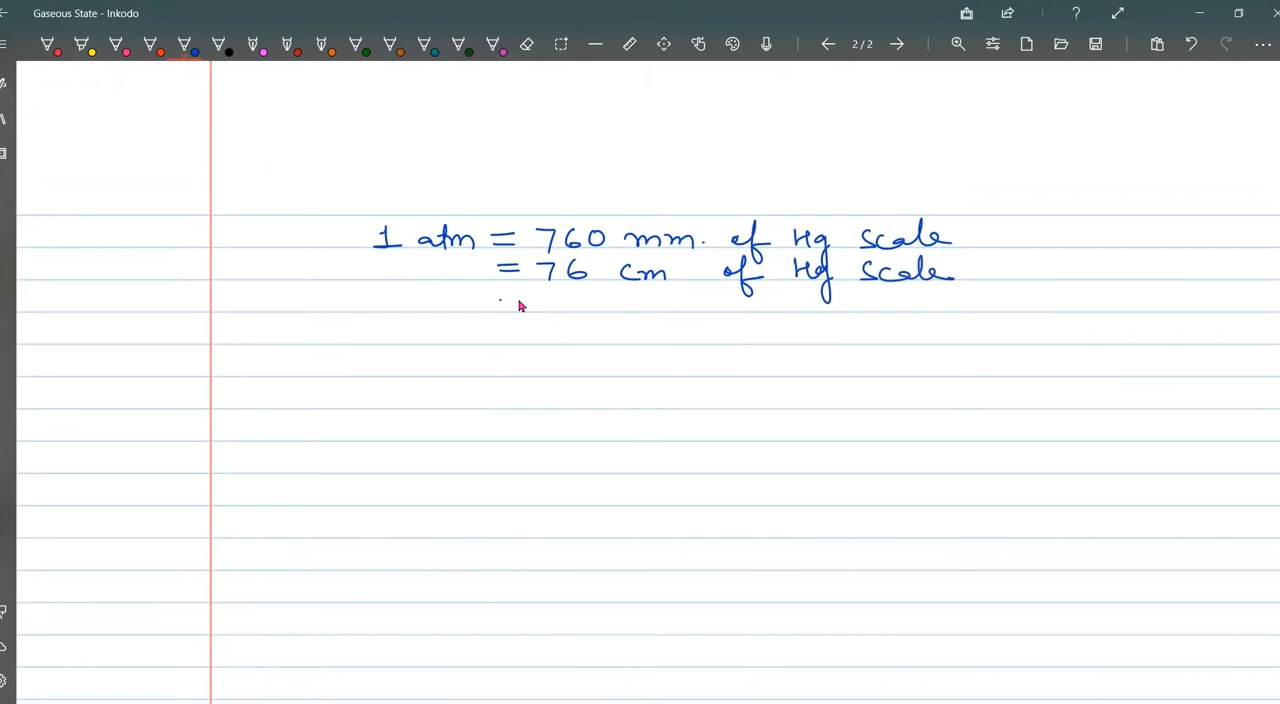 Gaseous State - Inkodo
2/2
1 atm = 760 mm. of Hg scale
= 76 cm of Hg scale